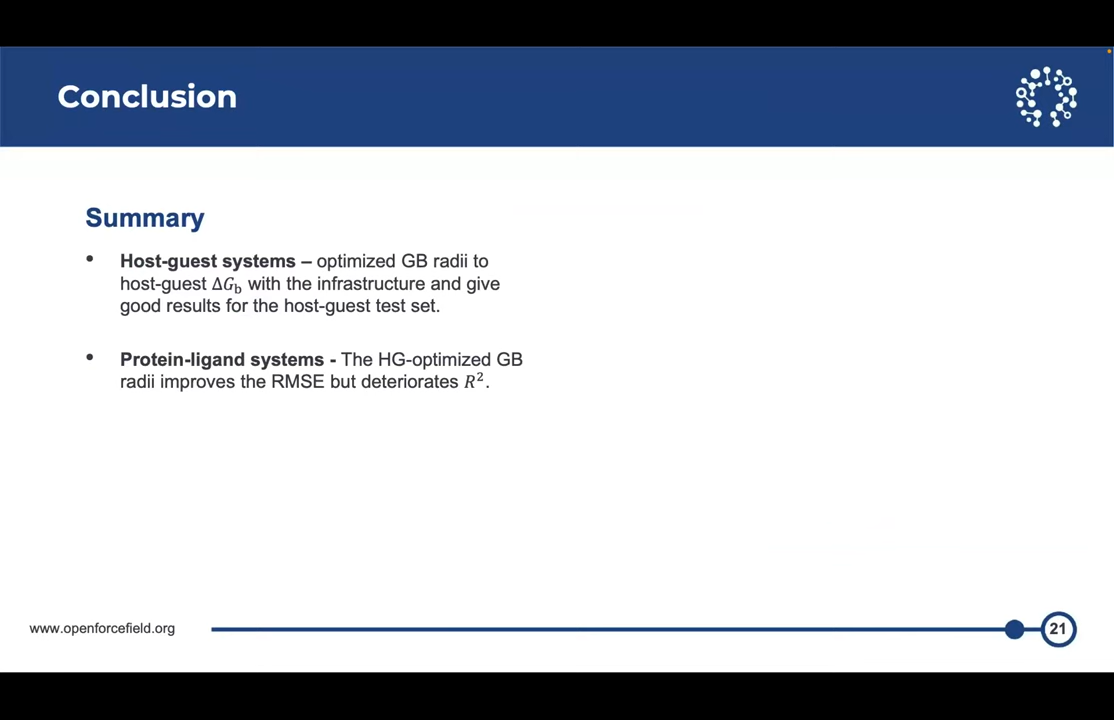 Conclusion
Summary
• Host-guest systems – optimized GB radii to
host-guest Δ𝐺b with the infrastructure and give
good results for the host-guest test set.
• Protein-ligand systems - The HG-optimized GB
radii improves the RMSE but deteriorates 𝑅².
www.openforcefield.org
21